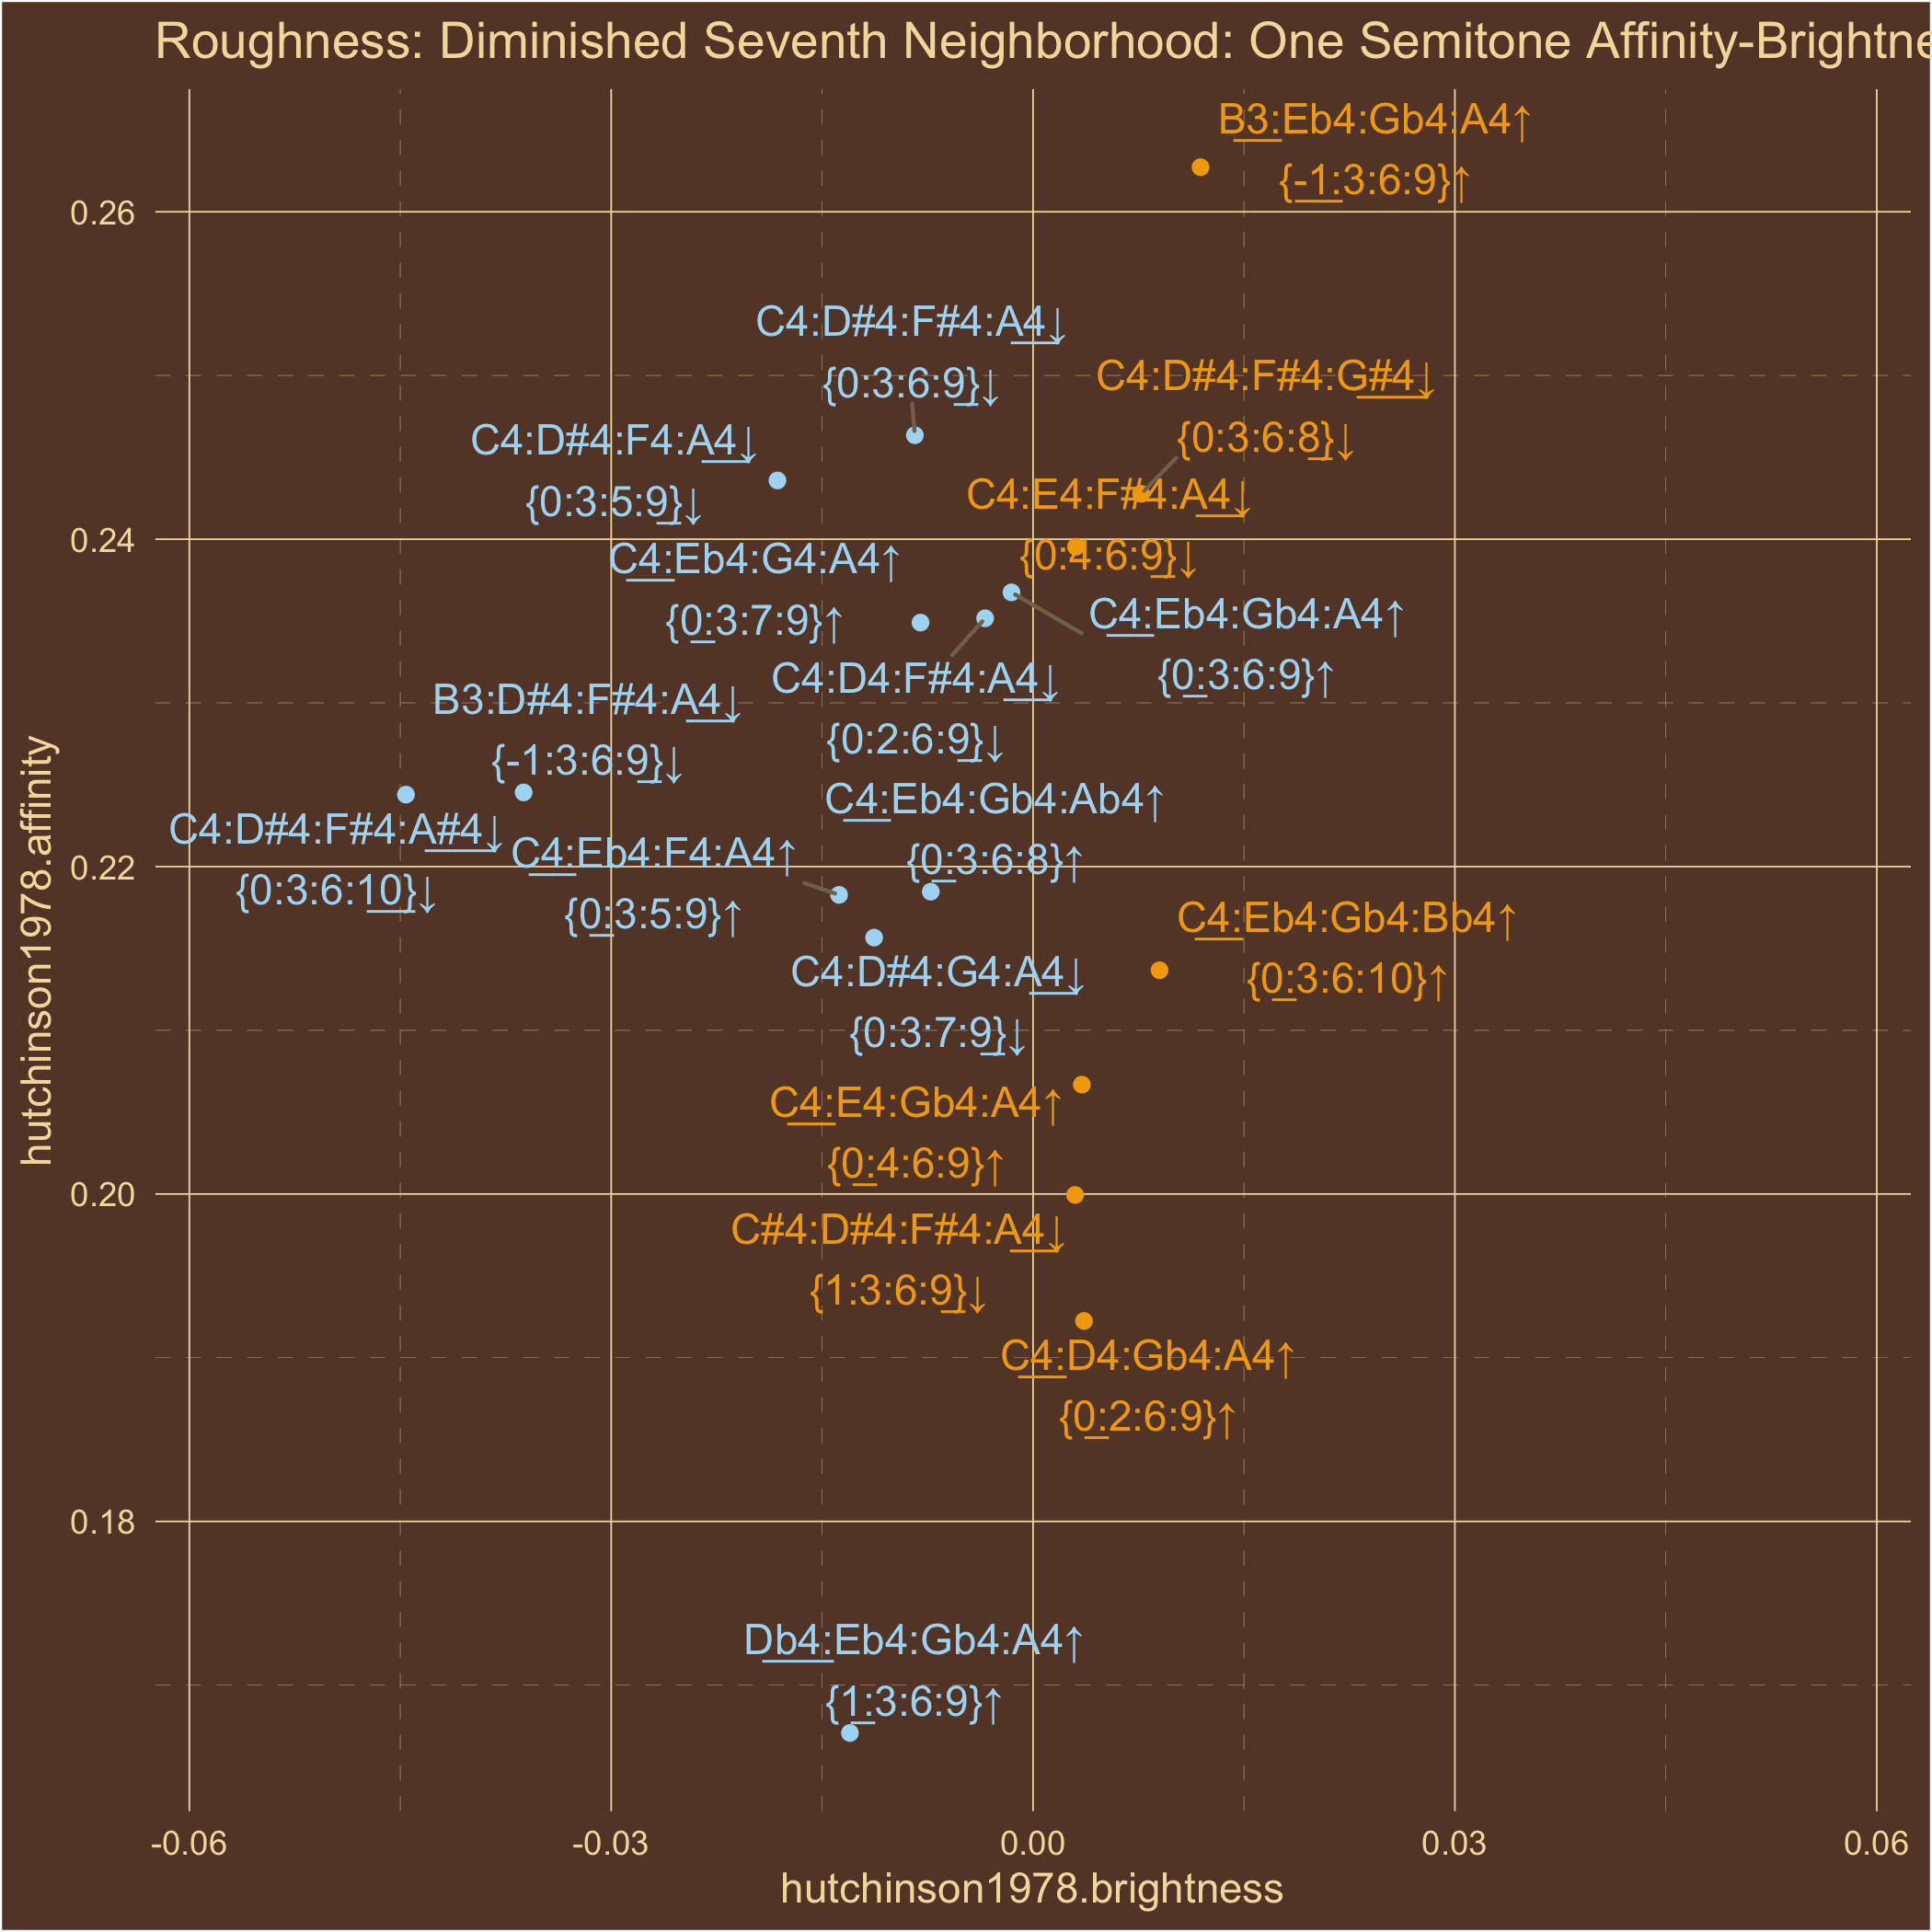 Roughness: Diminished Seventh Neighborhood: One Semitone Affinity-Brightne
B3:Eb4:Gb4:A4↑
{-1:3:6:9}↑
0.26
C4:D#4:F#4:A4↓
{0:3:6:9}↓
C4:D#4:F#4:G#4↓
{0:3:6:8}↓
C4:D#4:F4:A4↓
{0:3:5:9}↓
C4:E4:F#4:A4↓
{0:4:6:9}↓
0.24
C4:Eb4:G4:A4↑
{0:3:7:9}↑
C4:Eb4:Gb4:A4↑
{0:3:6:9}↑
C4:D4:F#4:A4↓
{0:2:6:9}↓
B3:D#4:F#4:A4↓
{-1:3:6:9}↓
C4:Eb4:Gb4:Ab4↑
{0:3:6:8}↑
C4:D#4:F#4:A#4↓
{0:3:6:10}↓
C4:Eb4:F4:A4↑
{0:3:5:9}↑
0.22
C4:Eb4:Gb4:Bb4↑
{0:3:6:10}↑
C4:D#4:G4:A4↓
{0:3:7:9}↓
hutchinson1978.affinity
C4:E4:Gb4:A4↑
{0:4:6:9}↑
0.20
C#4:D#4:F#4:A4↓
{1:3:6:9}↓
C4:D4:Gb4:A4↑
{0:2:6:9}↑
0.18
Db4:Eb4:Gb4:A4↑
{1:3:6:9}↑
-0.06
-0.03
0.00
0.03
0.06
hutchinson1978.brightness